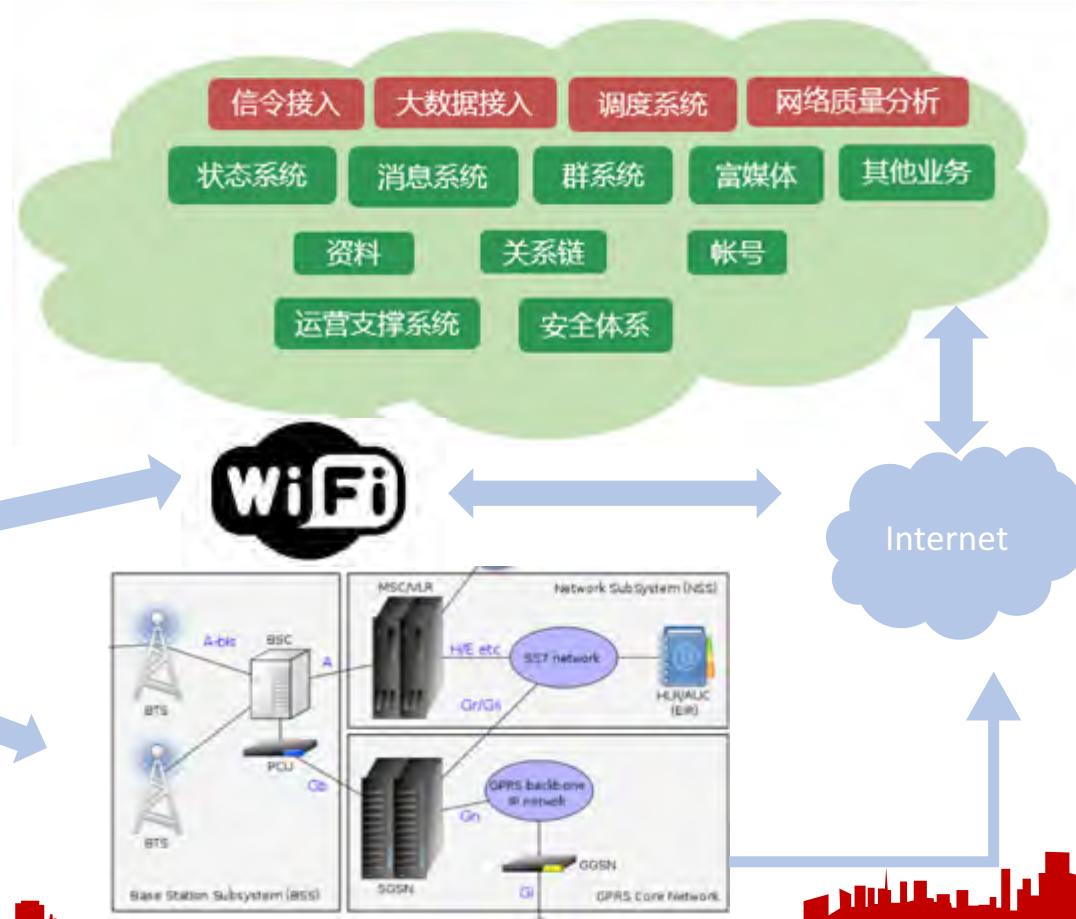 信令接入 大数据接入 调度系统 网络质量分析
状态系统 消息系统 群系统 富媒体 其他业务
资料 关系链 帐号
运营支撑系统 安全体系
WiFi
Internet
MSC/VLR
Network SubSystem (NSS)
A-bis
BSC
A
H/E etc
SS7 network
BTS
HLR/AUC
(EIR)
Gr/Gs
PCU
Gb
GPRS backbone
IP network
Gn
BTS
GGSN
SGSN
Gi
Base Station Subsystem (BSS)
GPRS Core Network